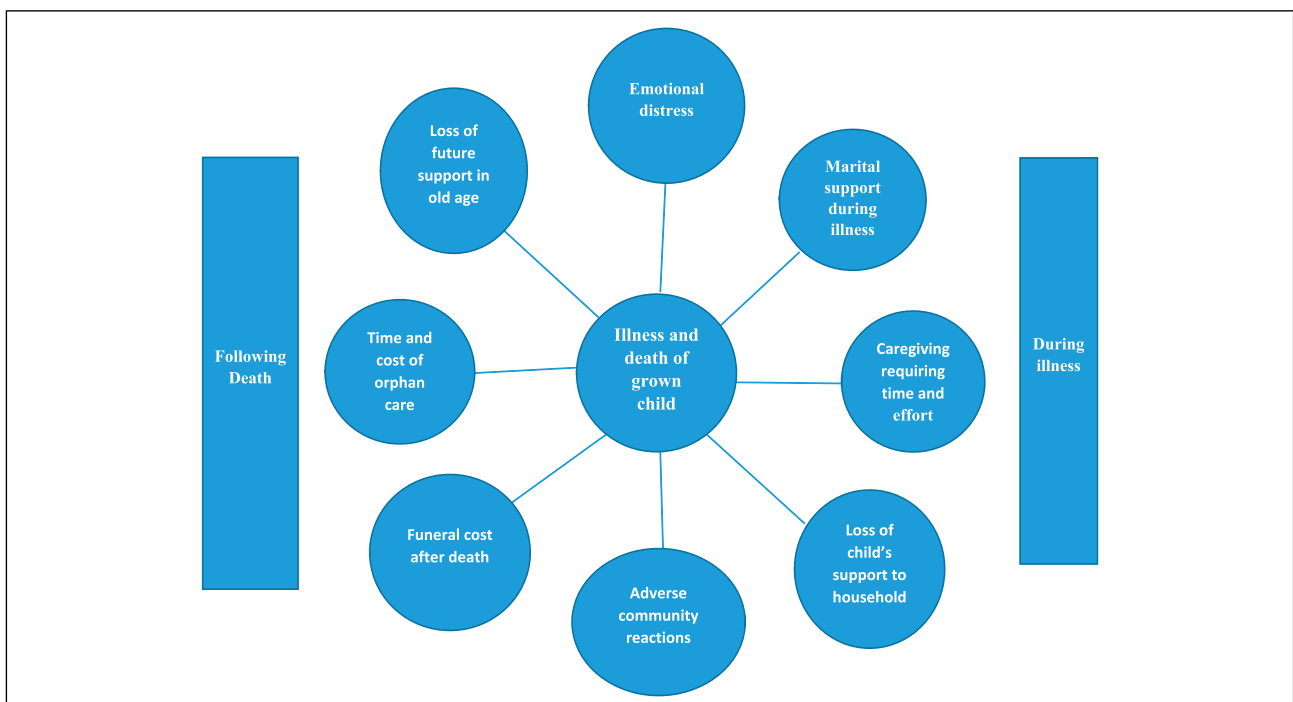 Emotional
distress
Loss of
future
support in
old age
Marital
support
during
illness
Following
Death
Time and
cost of
orphan
care
Illness and
death of
grown
child
Caregiving
requiring
time and
effort
During
illness
Funeral cost
after death
Loss of
child’s
support to
household
Adverse
community
reactions